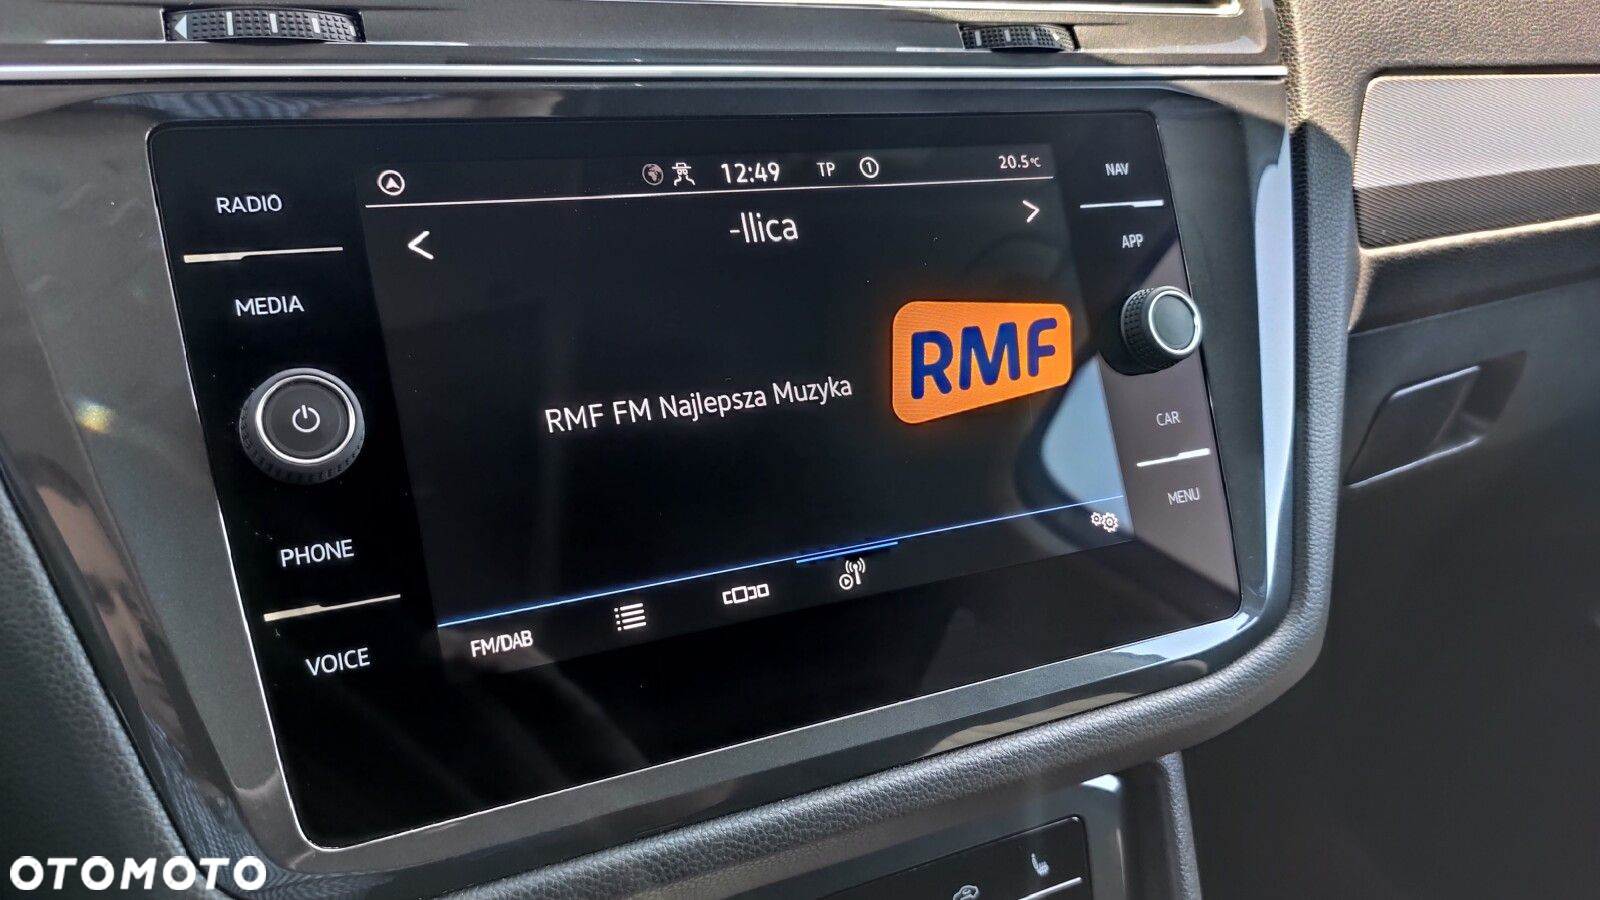 12:49
TP
1
20.5°C
RADIO
NAV
-llica
APP
MEDIA
RMF
RMF FM Najlepsza Muzyka
CAR
MENU
PHONE
FM/DAB
VOICE
OTOMOTO